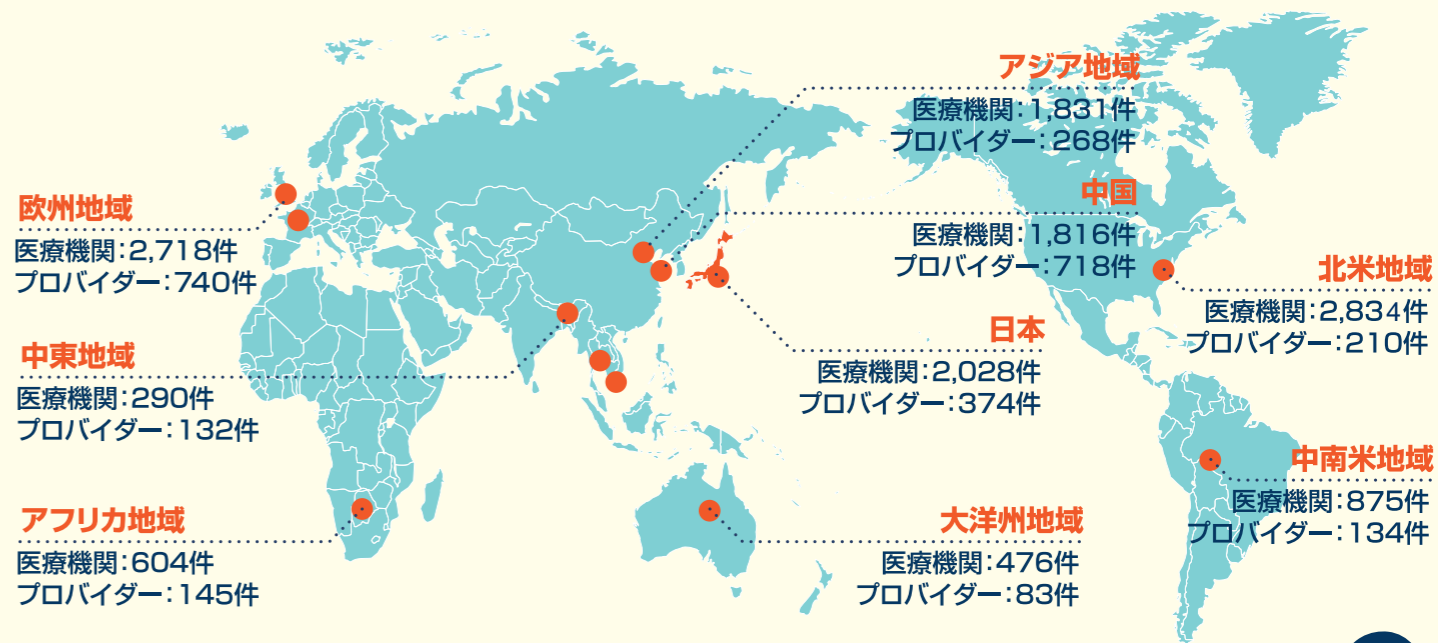 アジア地域
医療機関：1,831件
プロバイダー：268件
中国
医療機関：1,816件
プロバイダー：718件
欧州地域
医療機関：2,718件
プロバイダー：740件
北米地域
医療機関：2,834件
プロバイダー：210件
日本
医療機関：2,028件
プロバイダー：374件
中東地域
医療機関：290件
プロバイダー：132件
中南米地域
医療機関：875件
プロバイダー：134件
アフリカ地域
医療機関：604件
プロバイダー：145件
大洋州地域
医療機関：476件
プロバイダー：83件